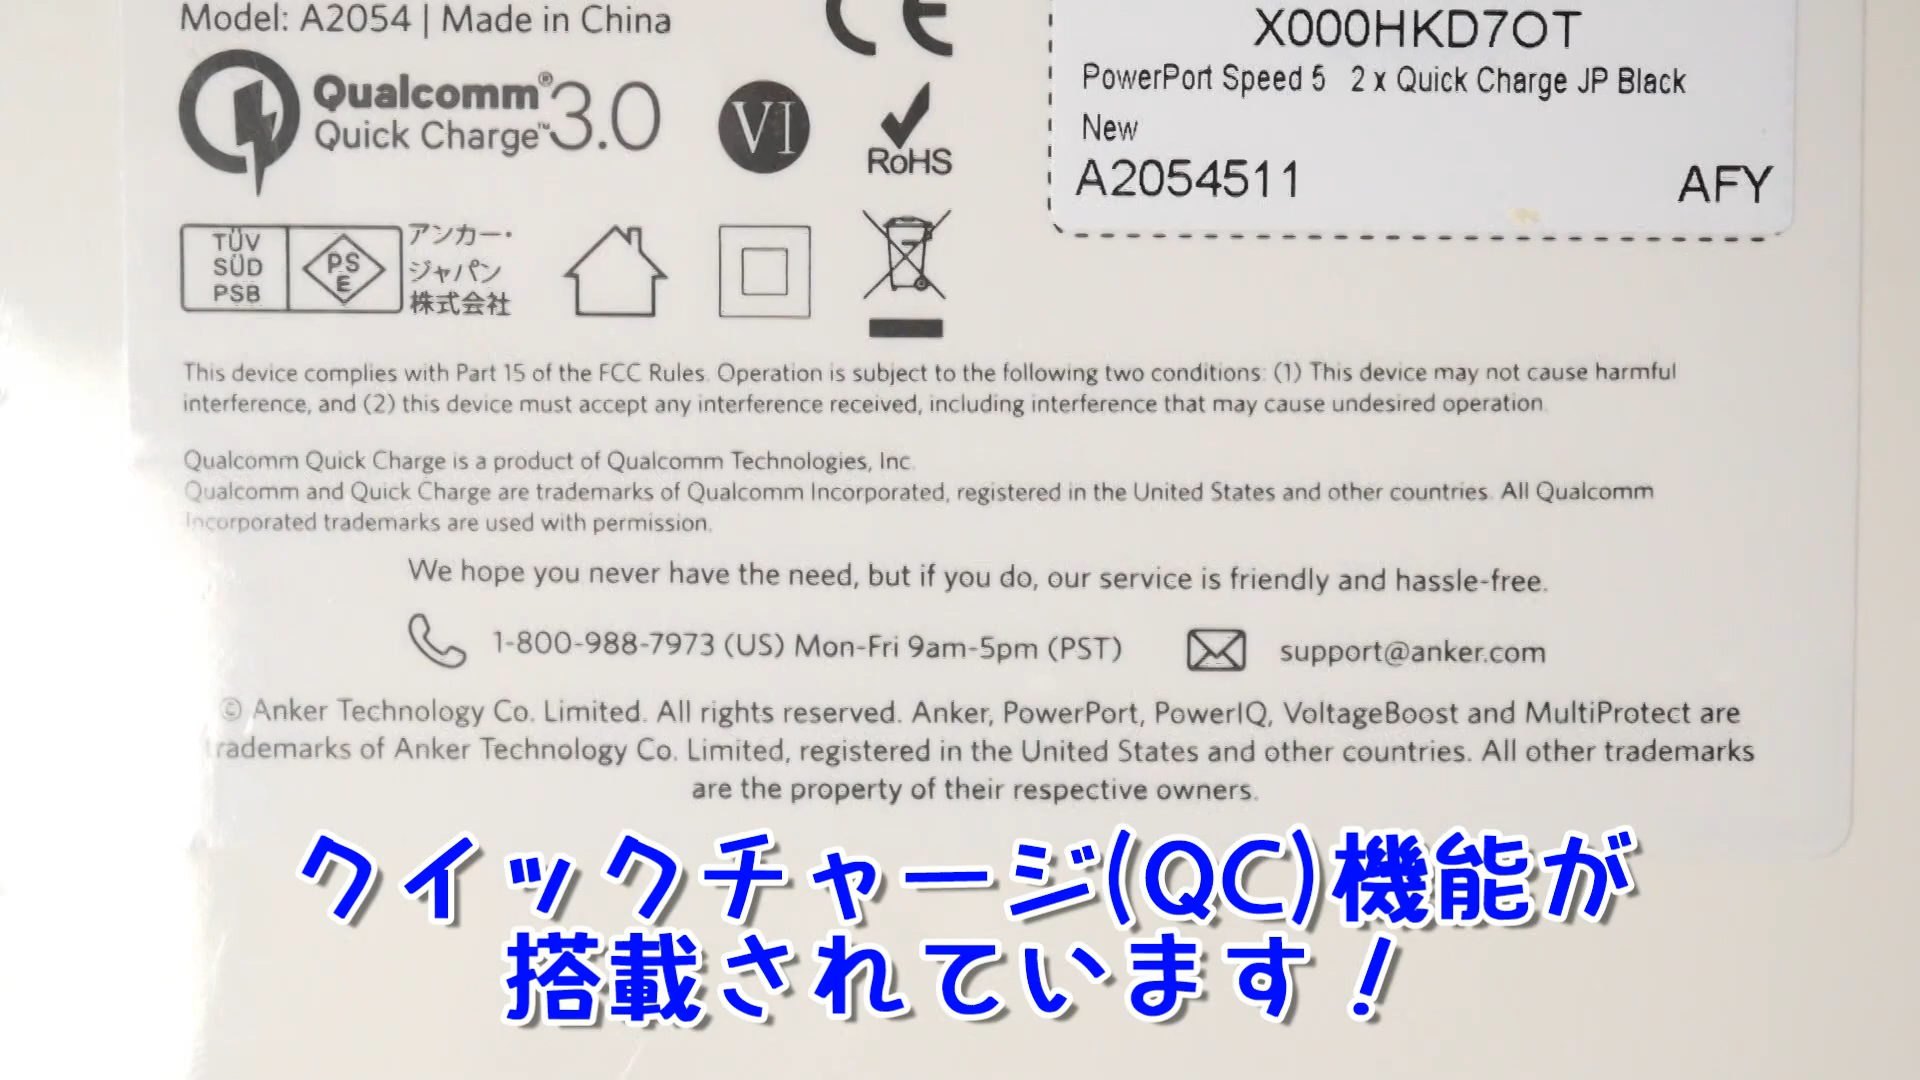 Model: A2054 | Made in China
CE
Qualcomm®
Quick Charge™ 3.0
VI
RoHS
X000HKD7OT
PowerPort Speed 5 2 x Quick Charge JP Black
New
A2054511
AFY
TÜV
SÜD
PSB
PS
E
アンカー・
ジャパン
株式会社
This device complies with Part 15 of the FCC Rules. Operation is subject to the following two conditions: (1) This device may not cause harmful
interference, and (2) this device must accept any interference received, including interference that may cause undesired operation.
Qualcomm Quick Charge is a product of Qualcomm Technologies, Inc.
Qualcomm and Quick Charge are trademarks of Qualcomm Incorporated, registered in the United States and other countries. All Qualcomm
Incorporated trademarks are used with permission.
We hope you never have the need, but if you do, our service is friendly and hassle-free.
1-800-988-7973 (US) Mon-Fri 9am-5pm (PST)
support@anker.com
© Anker Technology Co. Limited. All rights reserved. Anker, PowerPort, PowerIQ, VoltageBoost and MultiProtect are
trademarks of Anker Technology Co. Limited, registered in the United States and other countries. All other trademarks
are the property of their respective owners.
クイックチャージ(QC)機能が
搭載されています！